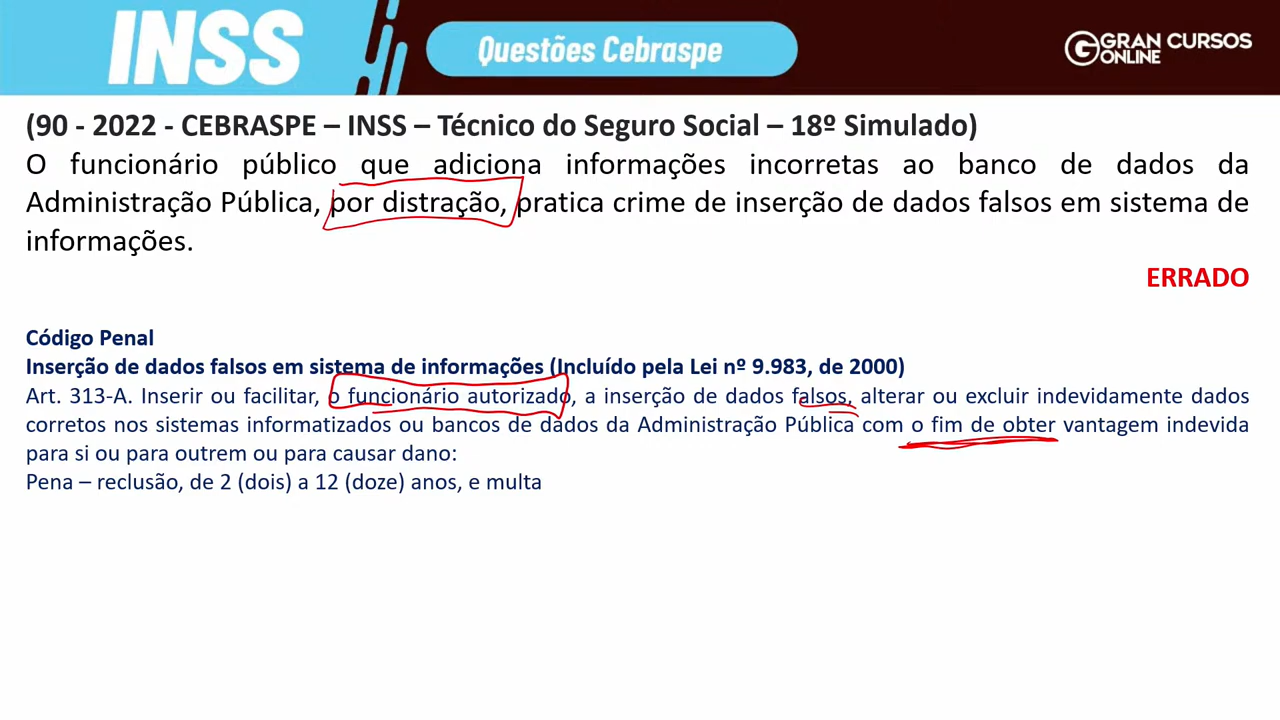 INSS
Questões Cebraspe
GRAN CURSOS
ONLINE
(90 - 2022 - CEBRASPE – INSS – Técnico do Seguro Social – 18º Simulado)
O funcionário público que adiciona informações incorretas ao banco de dados da
Administração Pública, por distração, pratica crime de inserção de dados falsos em sistema de
informações.
ERRADO
Código Penal
Inserção de dados falsos em sistema de informações (Incluído pela Lei nº 9.983, de 2000)
Art. 313-A. Inserir ou facilitar, o funcionário autorizado, a inserção de dados falsos, alterar ou excluir indevidamente dados
corretos nos sistemas informatizados ou bancos de dados da Administração Pública com o fim de obter vantagem indevida
para si ou para outrem ou para causar dano:
Pena – reclusão, de 2 (dois) a 12 (doze) anos, e multa